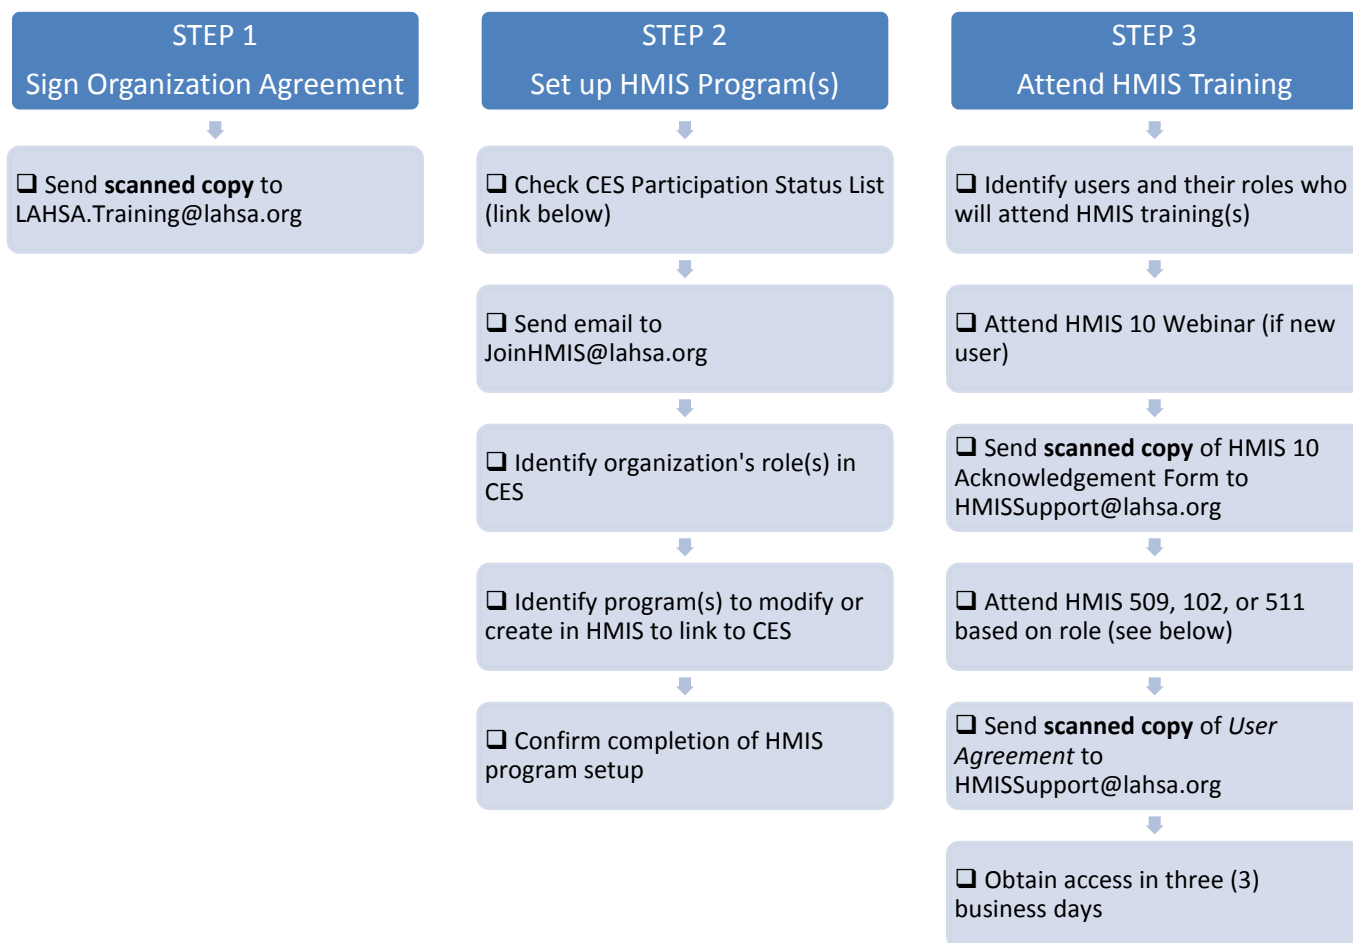 STEP 1
Sign Organization Agreement
❑ Send scanned copy to
LAHSA.Training@lahsa.org
STEP 2
Set up HMIS Program(s)
❑ Check CES Participation Status List
(link below)
❑ Send email to
JoinHMIS@lahsa.org
❑ Identify organization's role(s) in
CES
❑ Identify program(s) to modify or
create in HMIS to link to CES
❑ Confirm completion of HMIS
program setup
STEP 3
Attend HMIS Training
❑ Identify users and their roles who
will attend HMIS training(s)
❑ Attend HMIS 10 Webinar (if new
user)
❑ Send scanned copy of HMIS 10
Acknowledgement Form to
HMISSupport@lahsa.org
❑ Attend HMIS 509, 102, or 511
based on role (see below)
❑ Send scanned copy of User
Agreement to
HMISSupport@lahsa.org
❑ Obtain access in three (3)
business days